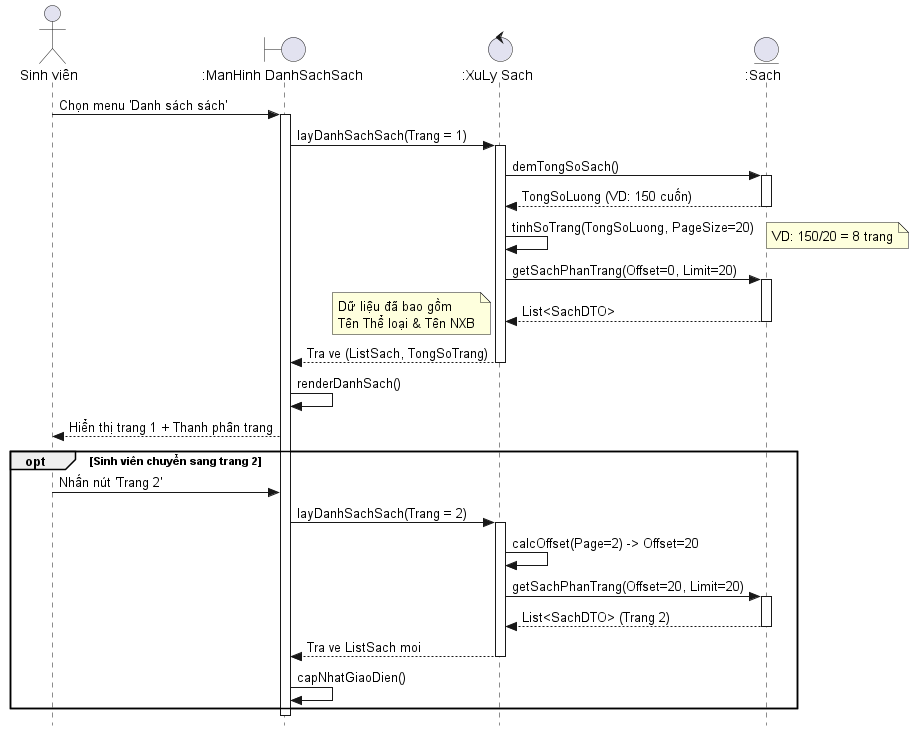 Sinh viên
:ManHinh DanhSachSach
:XuLy Sach
:Sach
Chọn menu 'Danh sách sách'
layDanhSachSach(Trang = 1)
demTongSoSach()
TongSoLuong (VD: 150 cuốn)
tinhSoTrang(TongSoLuong, PageSize=20)
VD: 150/20 = 8 trang
getSachPhanTrang(Offset=0, Limit=20)
Dữ liệu đã bao gồm
Tên Thể loại & Tên NXB
List<SachDTO>
Tra ve (ListSach, TongSoTrang)
renderDanhSach()
Hiển thị trang 1 + Thanh phân trang
opt
[Sinh viên chuyển sang trang 2]
Nhấn nút 'Trang 2'
layDanhSachSach(Trang = 2)
calcOffset(Page=2) -> Offset=20
getSachPhanTrang(Offset=20, Limit=20)
List<SachDTO> (Trang 2)
Tra ve ListSach moi
capNhatGiaoDien()